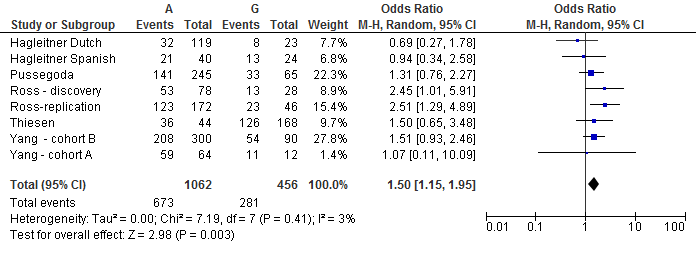 A G Odds Ratio Odds Ratio
Study or Subgroup Events Total Events Total Weight M-H, Random, 95% CI M-H, Random, 95% CI
Hagleitner Dutch 32 119 8 23 7.7% 0.69 [0.27, 1.78]
Hagleitner Spanish 21 40 13 24 6.8% 0.94 [0.34, 2.58]
Pussegoda 141 245 33 65 22.3% 1.31 [0.76, 2.27]
Ross - discovery 53 78 13 28 8.8% 2.45 [1.01, 5.91]
Ross-replication 123 172 23 46 15.4% 2.51 [1.29, 4.89]
Thiesen 36 44 126 168 9.7% 1.50 [0.65, 3.48]
Yang - cohort B 208 300 54 90 27.8% 1.51 [0.93, 2.46]
Yang - cohort A 59 64 11 12 1.4% 1.07 [0.11, 10.09]
Total (95% CI) 1062 456 100.0% 1.50 [1.15, 1.95]
Total events 673 281
Heterogeneity: Tau² = 0.00; Chi² = 7.19, df = 7 (P = 0.41); I² = 3%
Test for overall effect: Z = 2.98 (P = 0.003)
0.01 0.1 1 10 100